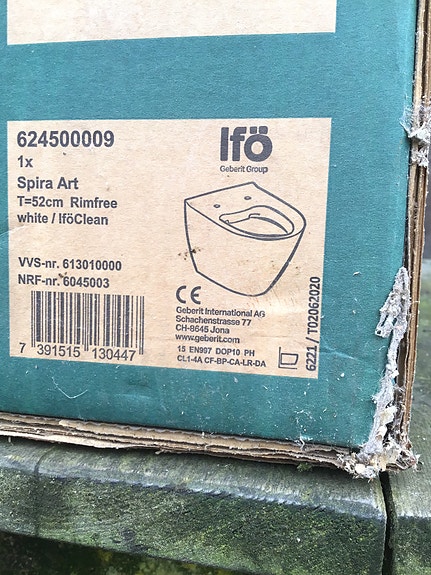 624500009
1x
Spira Art
T=52cm Rimfree
white / IföClean
VVS-nr. 613010000
NRF-nr. 6045003
7 391515 130447
Ifö
Geberit Group
CE
Geberit International AG
Schachenstrasse 77
CH-8645 Jona
www.geberit.com
15 EN997 DOP10 PH
CL1-4A CF-BP-CA-LR-DA
6221 / T02062020